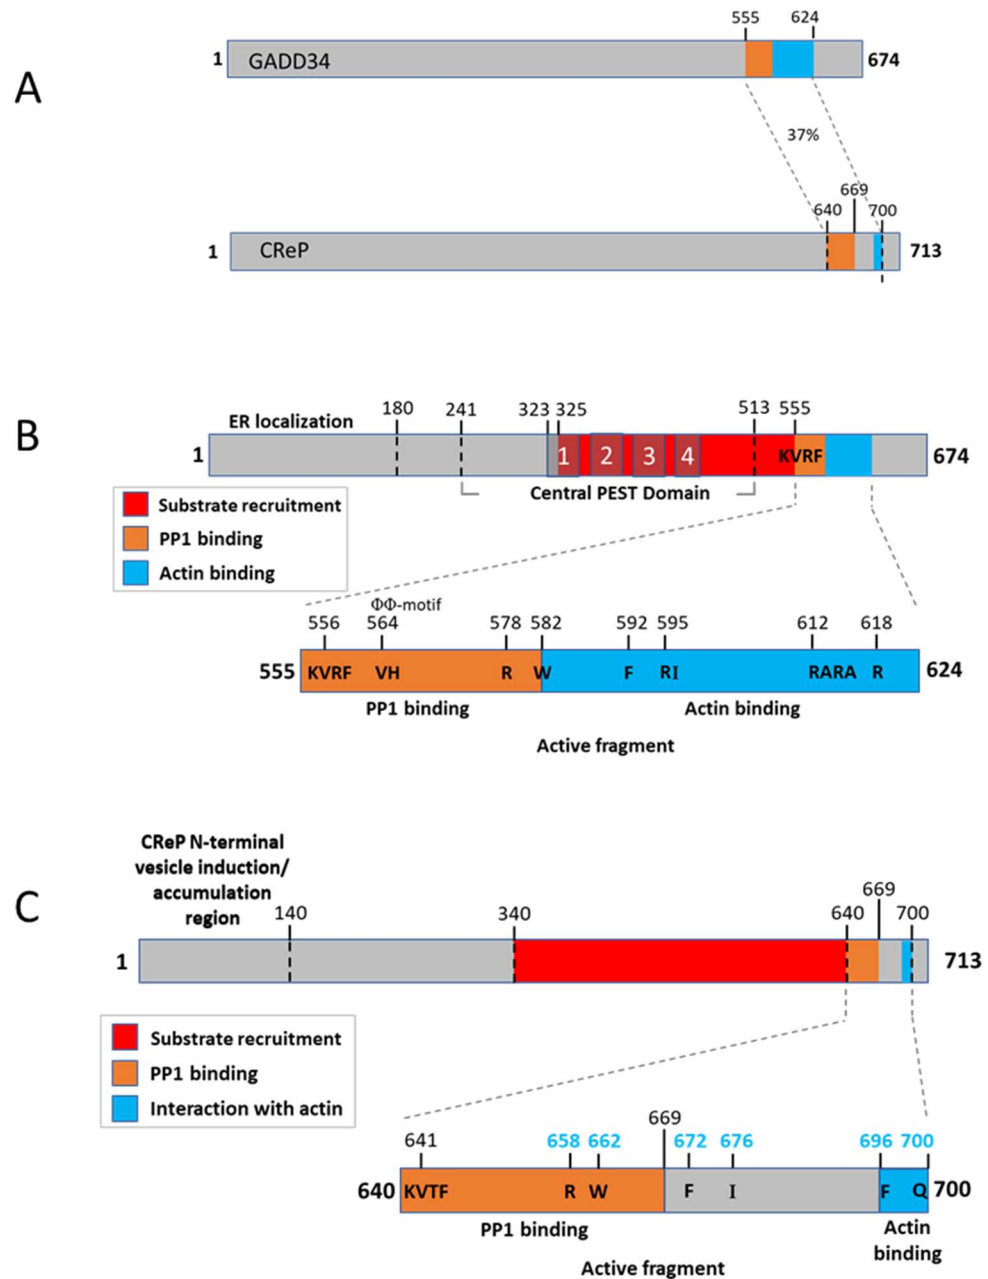 A
555 624
1 GADD34 674
37%
669
640 700
1 CReP 713
B
ER localization 180 241 323 325 513 555
1 1 2 3 4 KVRF 674
Central PEST Domain
Substrate recruitment
PP1 binding
Actin binding
ΦΦ-motif
556 564 578 582 592 595 612 618
555 KVRF VH R W F RI RARA R 624
PP1 binding Actin binding
Active fragment
C
CReP N-terminal
vesicle induction/
accumulation
region
140 340 640 669 700
1 713
Substrate recruitment
PP1 binding
Interaction with actin
669
641 658 662 672 676 696 700
640 KVTF R W F I F Q 700
PP1 binding Actin
binding
Active fragment